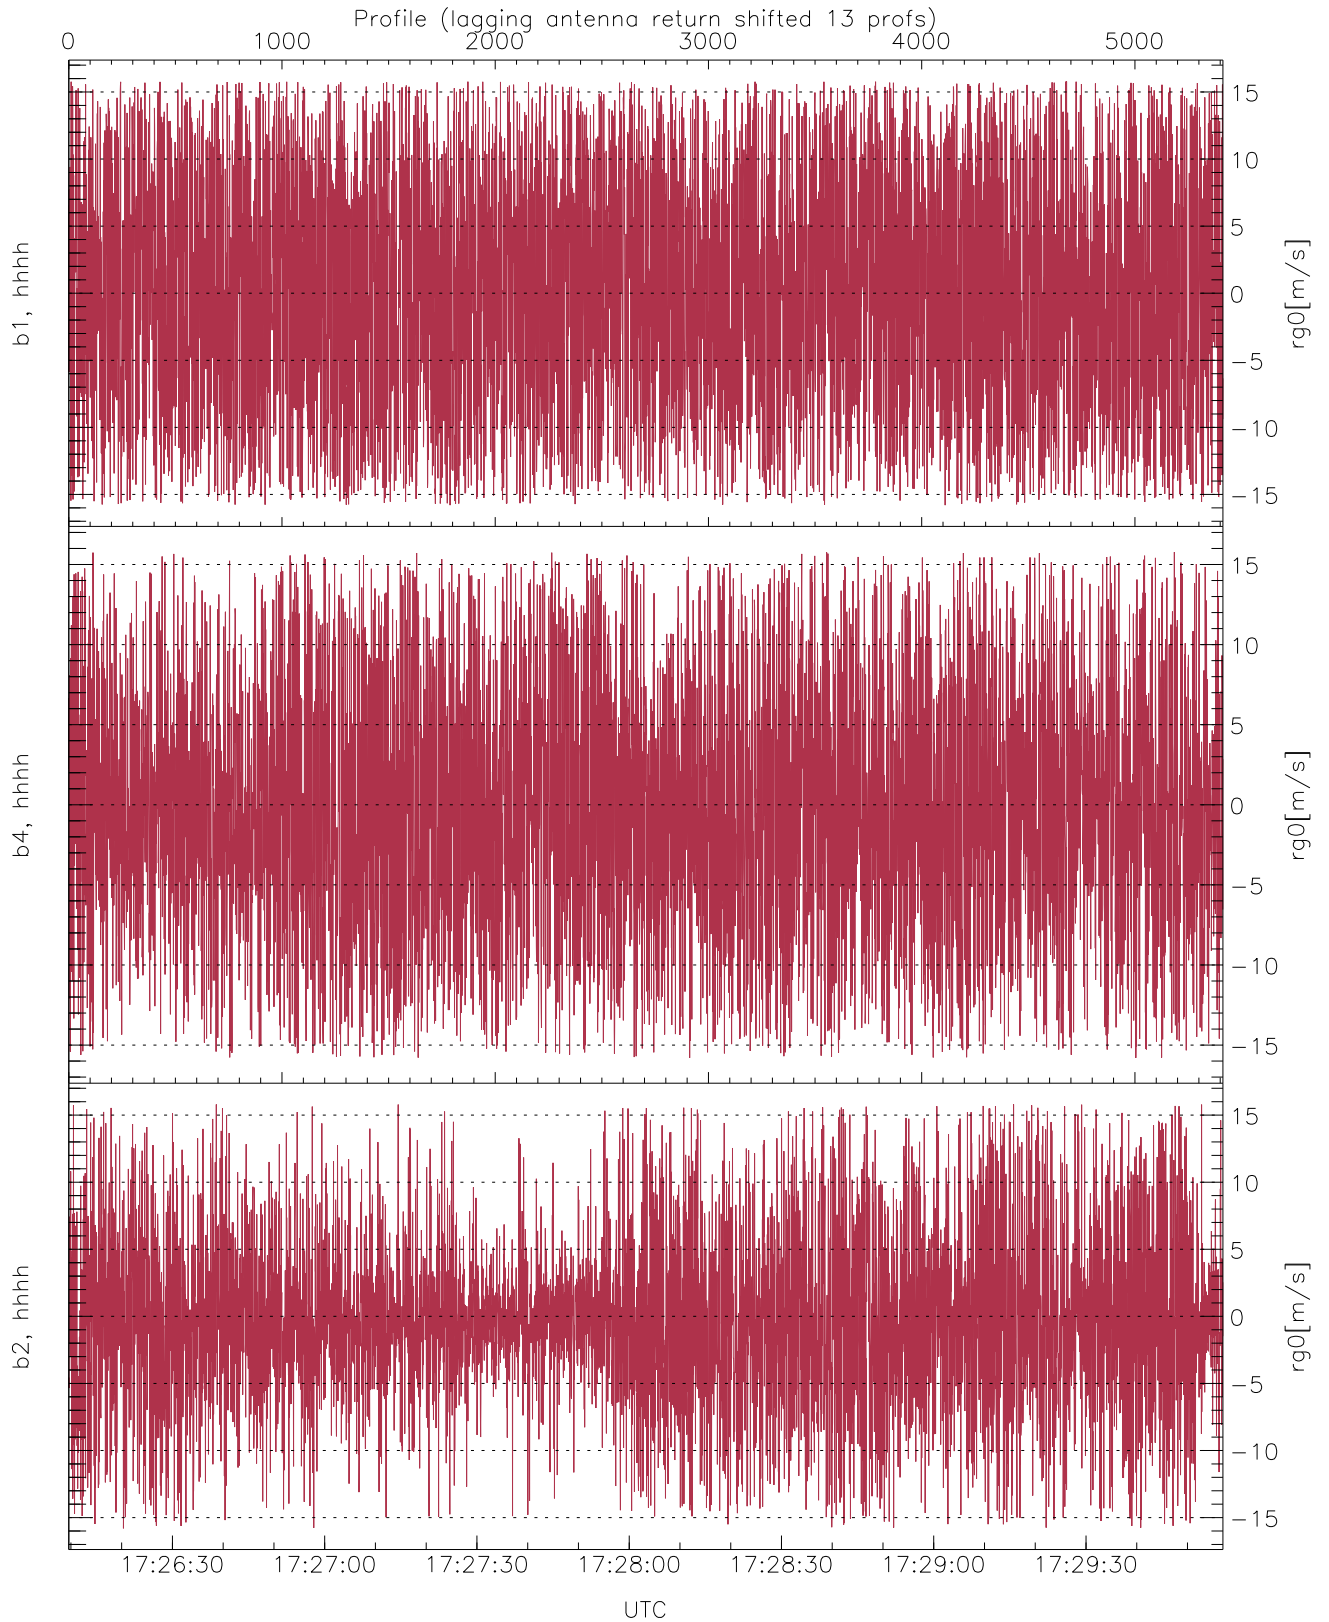 Profile (lagging antenna return shifted 13 profs)
0 1000 2000 3000 4000 5000
b1, hhhh
15
10
5
0
-5
-10
-15
rg0[m/s]
b4, hhhh
15
10
5
0
-5
-10
-15
rg0[m/s]
b2, hhhh
15
10
5
0
-5
-10
-15
rg0[m/s]
17:26:30 17:27:00 17:27:30 17:28:00 17:28:30 17:29:00 17:29:30
UTC